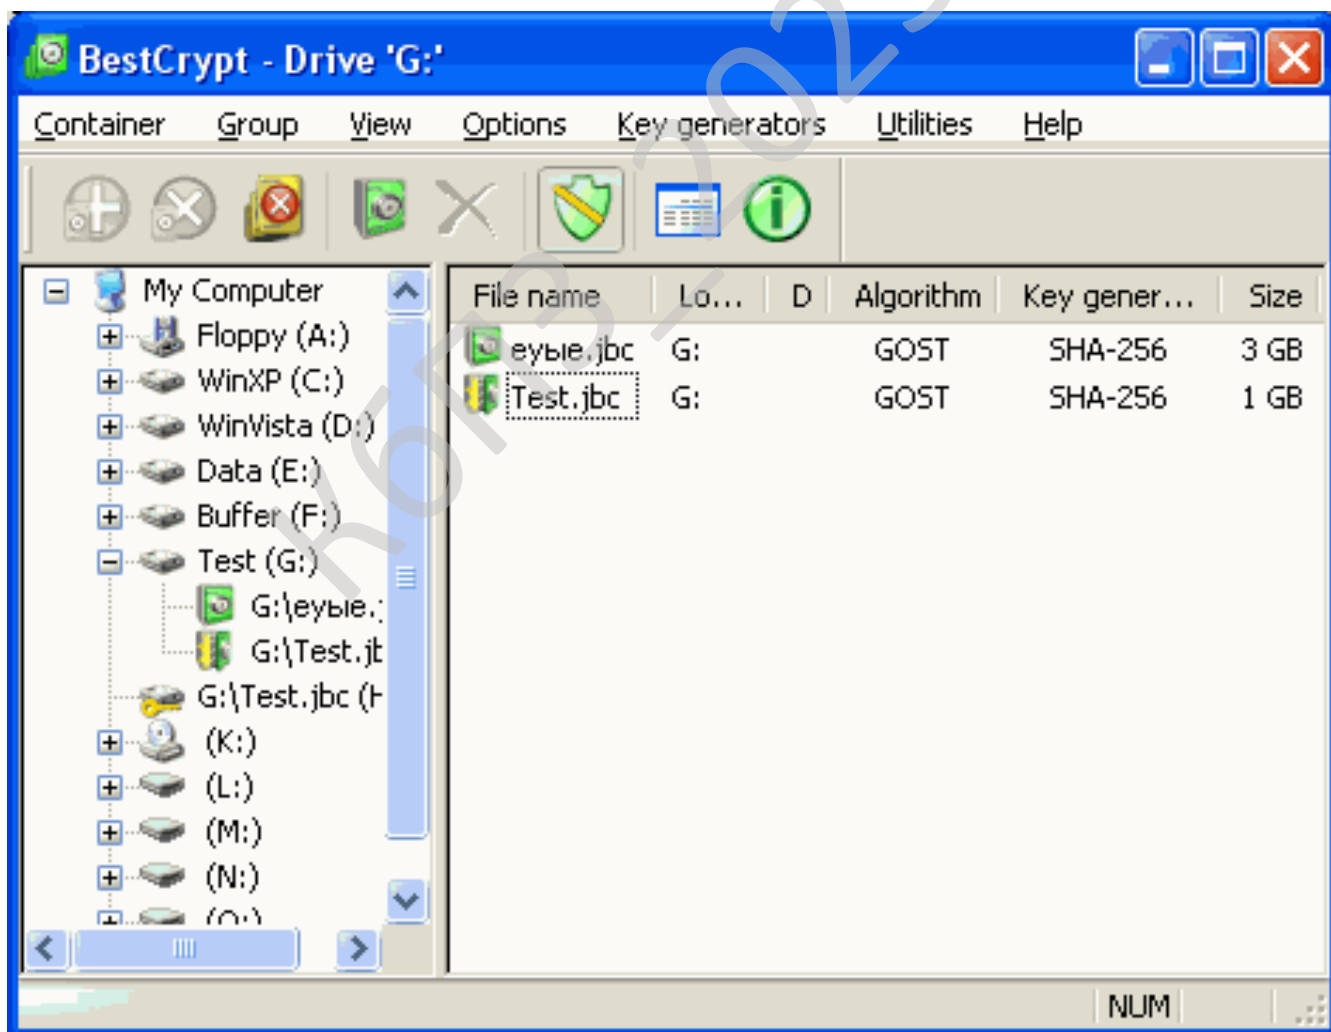 BestCrypt - Drive 'G:'
Container Group View Options Key generators Utilities Help
My Computer
Floppy (A:)
WinXP (C:)
WinVista (D:)
Data (E:)
Buffer (F:)
Test (G:)
G:\еуые.j
G:\Test.jb
G:\Test.jbc (H
(K:)
(L:)
(M:)
(N:)
(O:)
File name Lo... D Algorithm Key gener... Size
еуые.jbc G: GOST SHA-256 3 GB
Test.jbc G: GOST SHA-256 1 GB
NUM